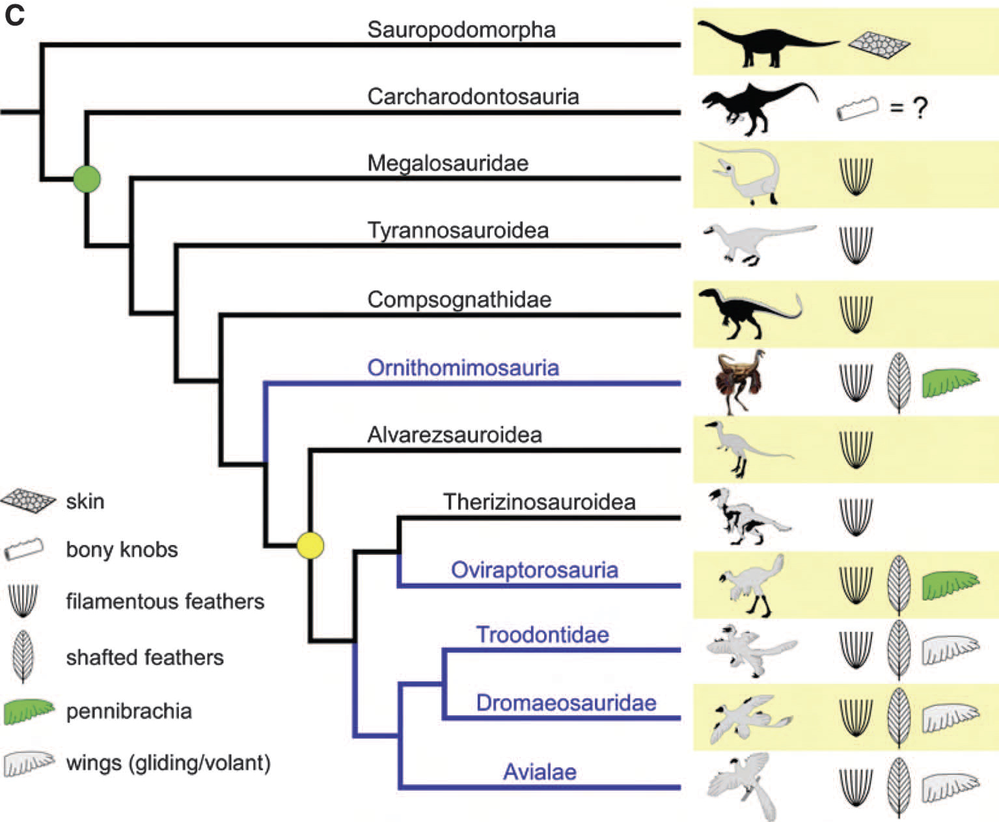 C
Sauropodomorpha
Carcharodontosauria
= ?
Megalosauridae
Tyrannosauroidea
Compsognathidae
Ornithomimosauria
Alvarezsauroidea
Therizinosauroidea
Oviraptorosauria
Troodontidae
Dromaeosauridae
Avialae
skin
bony knobs
filamentous feathers
shafted feathers
pennibrachia
wings (gliding/volant)